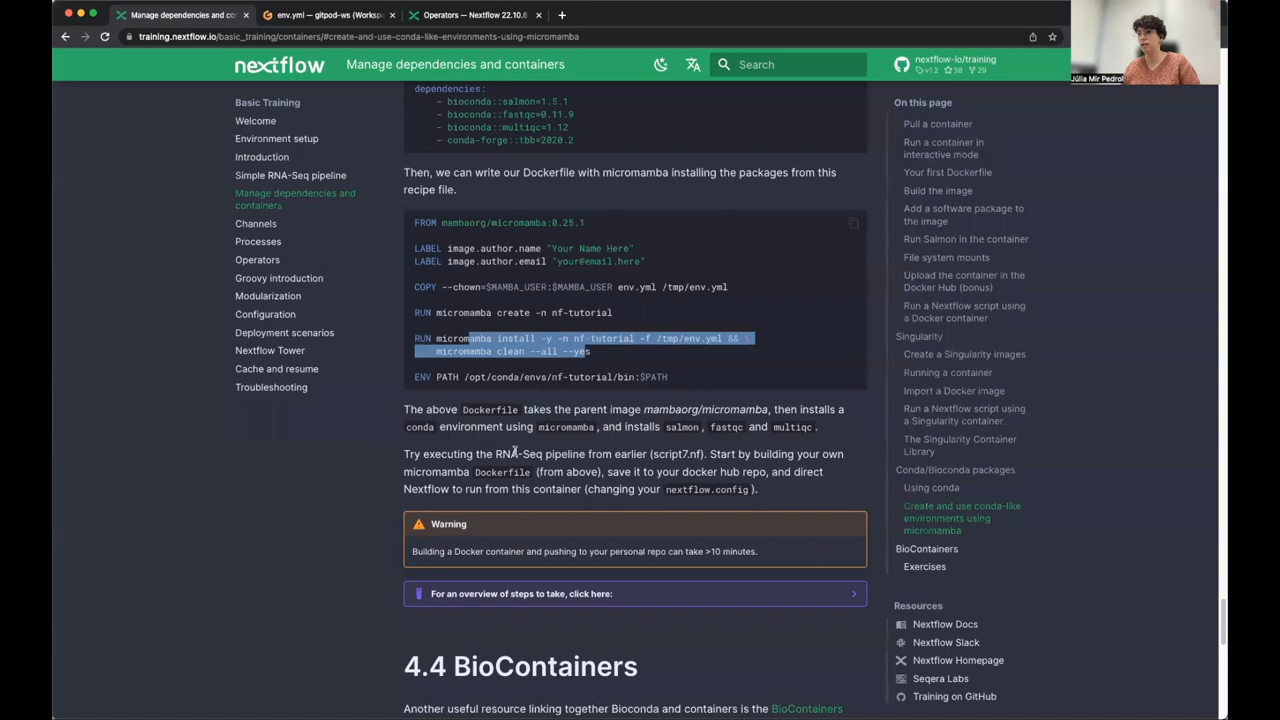 Manage dependencies and co
env.yml — gitpod-ws (Worksp
Operators — Nextflow 22.10.6
training.nextflow.io/basic_training/containers/#create-and-use-conda-like-environments-using-micromamba
nextflow
Manage dependencies and containers
Search
nextflow-io/training
v1.2 38 29
Júlia Mir Pedrol
Basic Training
Welcome
Environment setup
Introduction
Simple RNA-Seq pipeline
Manage dependencies and
containers
Channels
Processes
Operators
Groovy introduction
Modularization
Configuration
Deployment scenarios
Nextflow Tower
Cache and resume
Troubleshooting
dependencies:
- bioconda::salmon=1.5.1
- bioconda::fastqc=0.11.9
- bioconda::multiqc=1.12
- conda-forge::tbb=2020.2
Then, we can write our Dockerfile with micromamba installing the packages from this
recipe file.
FROM mambaorg/micromamba:0.25.1
LABEL image.author.name "Your Name Here"
LABEL image.author.email "your@email.here"
COPY --chown=$MAMBA_USER:$MAMBA_USER env.yml /tmp/env.yml
RUN micromamba create -n nf-tutorial
RUN micromamba install -y -n nf-tutorial -f /tmp/env.yml && \
micromamba clean --all --yes
ENV PATH /opt/conda/envs/nf-tutorial/bin:$PATH
The above Dockerfile takes the parent image mambaorg/micromamba, then installs a
conda environment using micromamba, and installs salmon, fastqc and multiqc.
Try executing the RNA-Seq pipeline from earlier (script7.nf). Start by building your own
micromamba Dockerfile (from above), save it to your docker hub repo, and direct
Nextflow to run from this container (changing your nextflow.config).
Warning
Building a Docker container and pushing to your personal repo can take >10 minutes.
For an overview of steps to take, click here:
4.4 BioContainers
Another useful resource linking together Bioconda and containers is the BioContainers
On this page
Pull a container
Run a container in
interactive mode
Your first Dockerfile
Build the image
Add a software package to
the image
Run Salmon in the container
File system mounts
Upload the container in the
Docker Hub (bonus)
Run a Nextflow script using
a Docker container
Singularity
Create a Singularity images
Running a container
Import a Docker image
Run a Nextflow script using
a Singularity container
The Singularity Container
Library
Conda/Bioconda packages
Using conda
Create and use conda-like
environments using
micromamba
BioContainers
Exercises
Resources
Nextflow Docs
Nextflow Slack
Nextflow Homepage
Seqera Labs
Training on GitHub